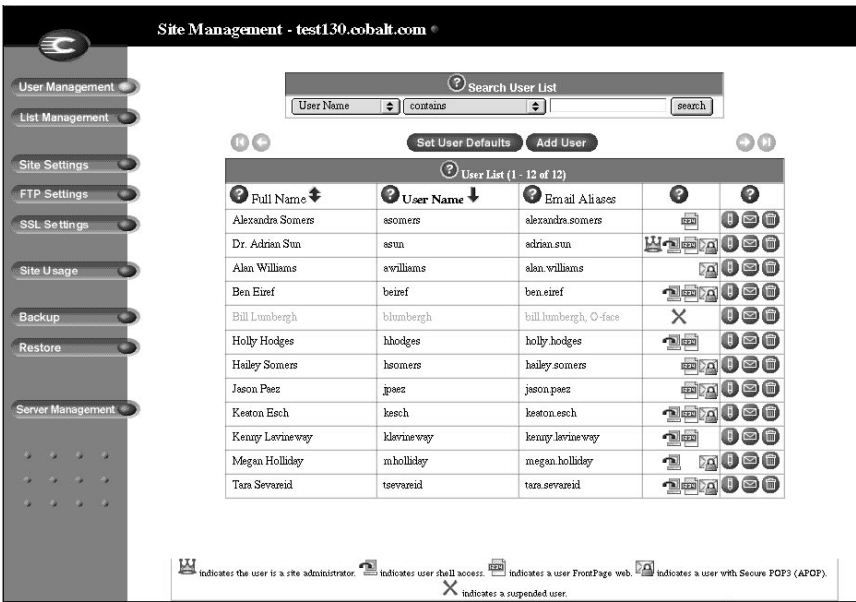 Site Management - test130.cobalt.com
User Management
List Management
Site Settings
FTP Settings
SSL Settings
Site Usage
Backup
Restore
Server Management
? Search User List
User Name contains search
Set User Defaults Add User
? User List (1 - 12 of 12)
? Full Name ? User Name ? Email Aliases ? ?
Alexandra Somers asomers alexandra.somers
Dr. Adrian Sun asun adrian.sun
Alan Williams awilliams alan.williams
Ben Eiref beiref ben.eiref
Bill Lumbergh blumbergh bill.lumbergh, O-face
Holly Hodges hhodges holly.hodges
Hailey Somers hsomers hailey.somers
Jason Paez jpaez jason.paez
Keaton Esch kesch keaton.esch
Kenny Lavineway klavineway kenny.lavineway
Megan Holliday mholliday megan.holliday
Tara Sevareid tsevareid tara.sevareid
indicates the user is a site administrator. indicates user shell access. indicates a user FrontPage web. indicates a user with Secure POP3 (APOP).
indicates a suspended user.